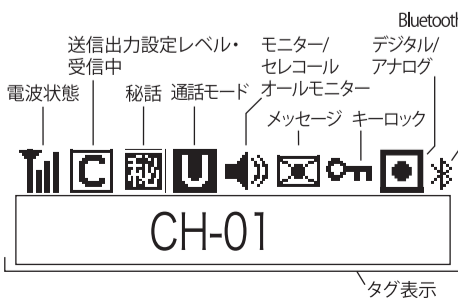 Bluetooth
送信出力設定レベル・
受信中
モニター/
セレコール
オールモニター
デジタル/
アナログ
電波状態
秘話
通話モード
メッセージ
キーロック
C
秘
U
CH-01
タグ表示